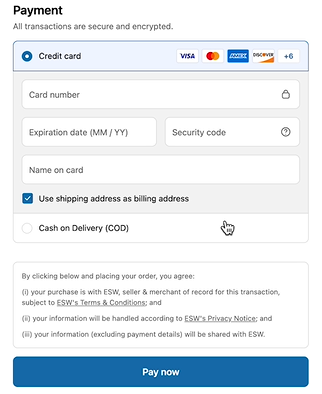 Payment
All transactions are secure and encrypted.
Credit card VISA AMEX DISCOVER +6
Card number
Expiration date (MM / YY) Security code
Name on card
Use shipping address as billing address
Cash on Delivery (COD)
By clicking below and placing your order, you agree:
(i) your purchase is with ESW, seller & merchant of record for this transaction,
subject to ESW's Terms & Conditions; and
(ii) your information will be handled according to ESW's Privacy Notice; and
(iii) your information (excluding payment details) will be shared with ESW.
Pay now